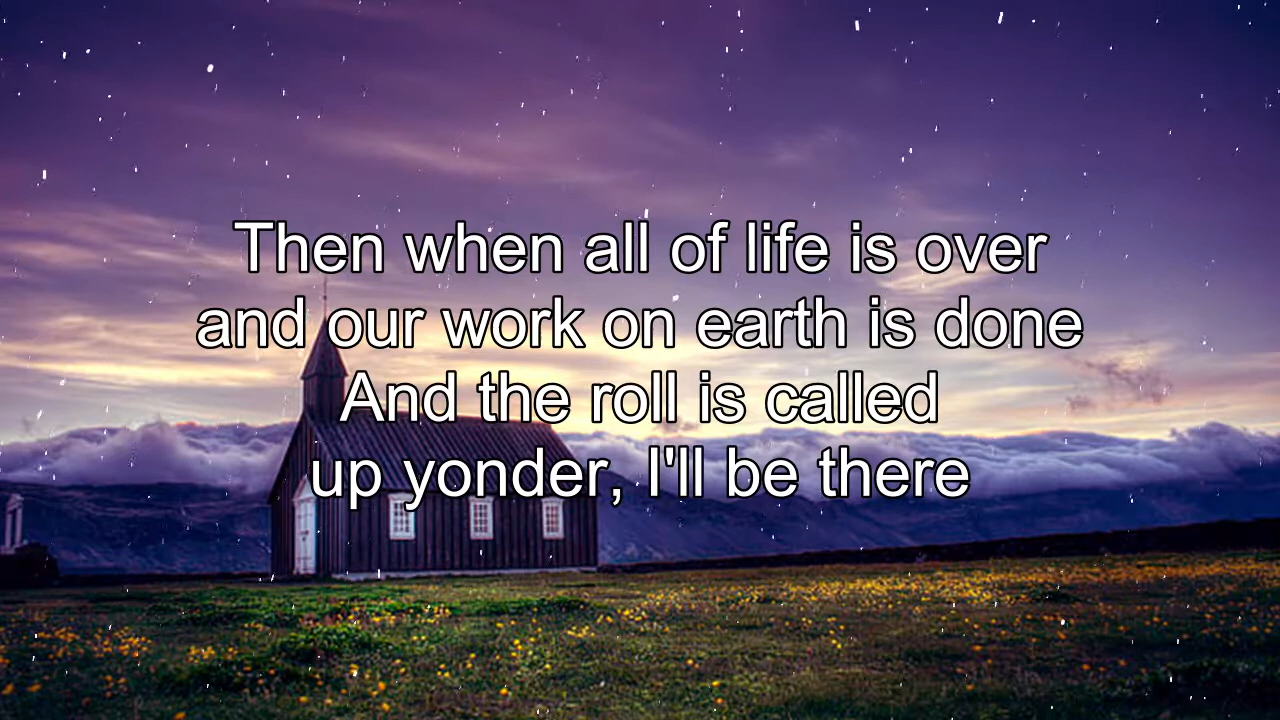 Then when all of life is over
and our work on earth is done
And the roll is called
up yonder, I'll be there